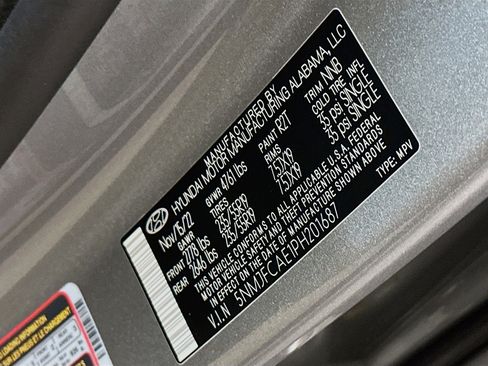 MANUFACTURED BY
HYUNDAI MOTOR MANUFACTURING ALABAMA, LLC
Nov/15/22 GVWR 4761 lbs PAINT R2T TRIM NNB
GAWR TIRES RIMS COLD TIRE INFL
FRONT 2778 lbs 235/55R19 7.5JX19 35 PSI SINGLE
REAR 2646 lbs 235/55R19 7.5JX19 35 PSI SINGLE
THIS VEHICLE CONFORMS TO ALL APPLICABLE U.S.A. FEDERAL
MOTOR VEHICLE SAFETY AND THEFT PREVENTION STANDARDS
IN EFFECT ON THE DATE OF MANUFACTURE SHOWN ABOVE
V.I.N 5NMJFCAE1PH201687 TYPE: MPV
LOADING INFORMATION